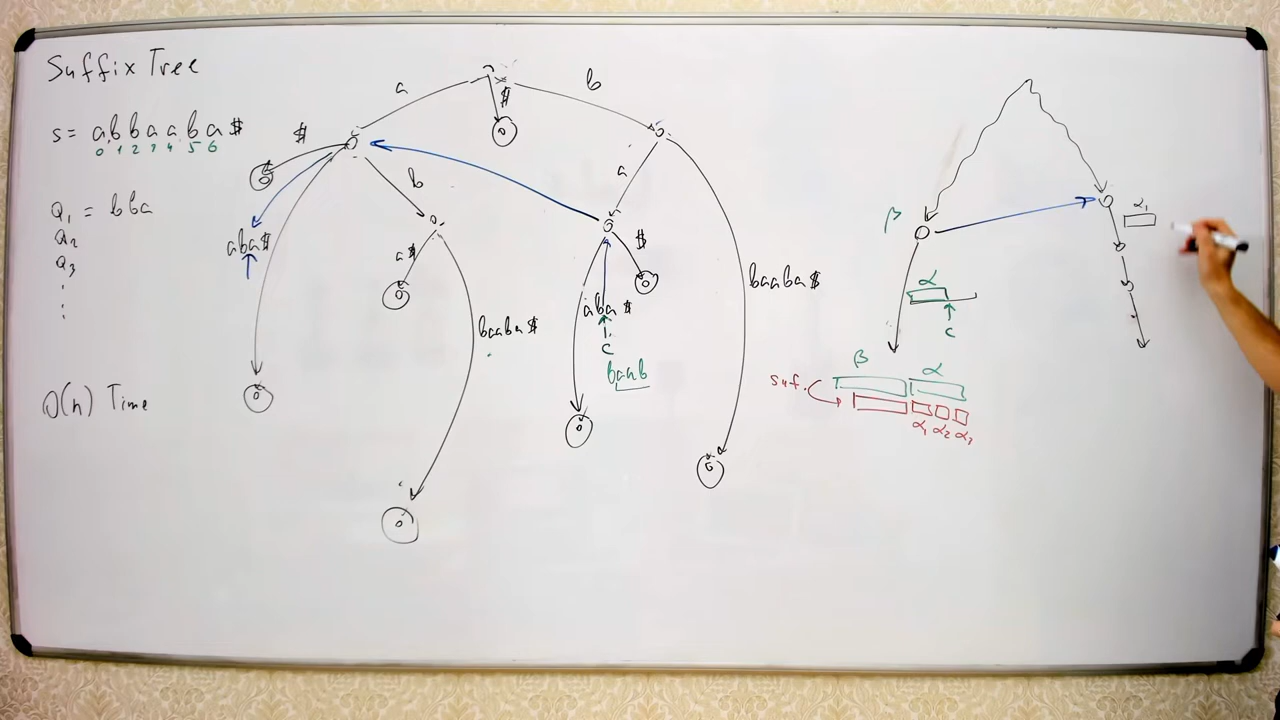 Suffix Tree
s = abbaaba$
0 1 2 3 4 5 6
Q1 = bba
Q2
Q3
O(n) Time
a
b
$
$
b
a
aba$
a$
$
baaba$
aba$
c
baab
baaba$
β
α
c
β α
suf.
α1 α2 α3
α1